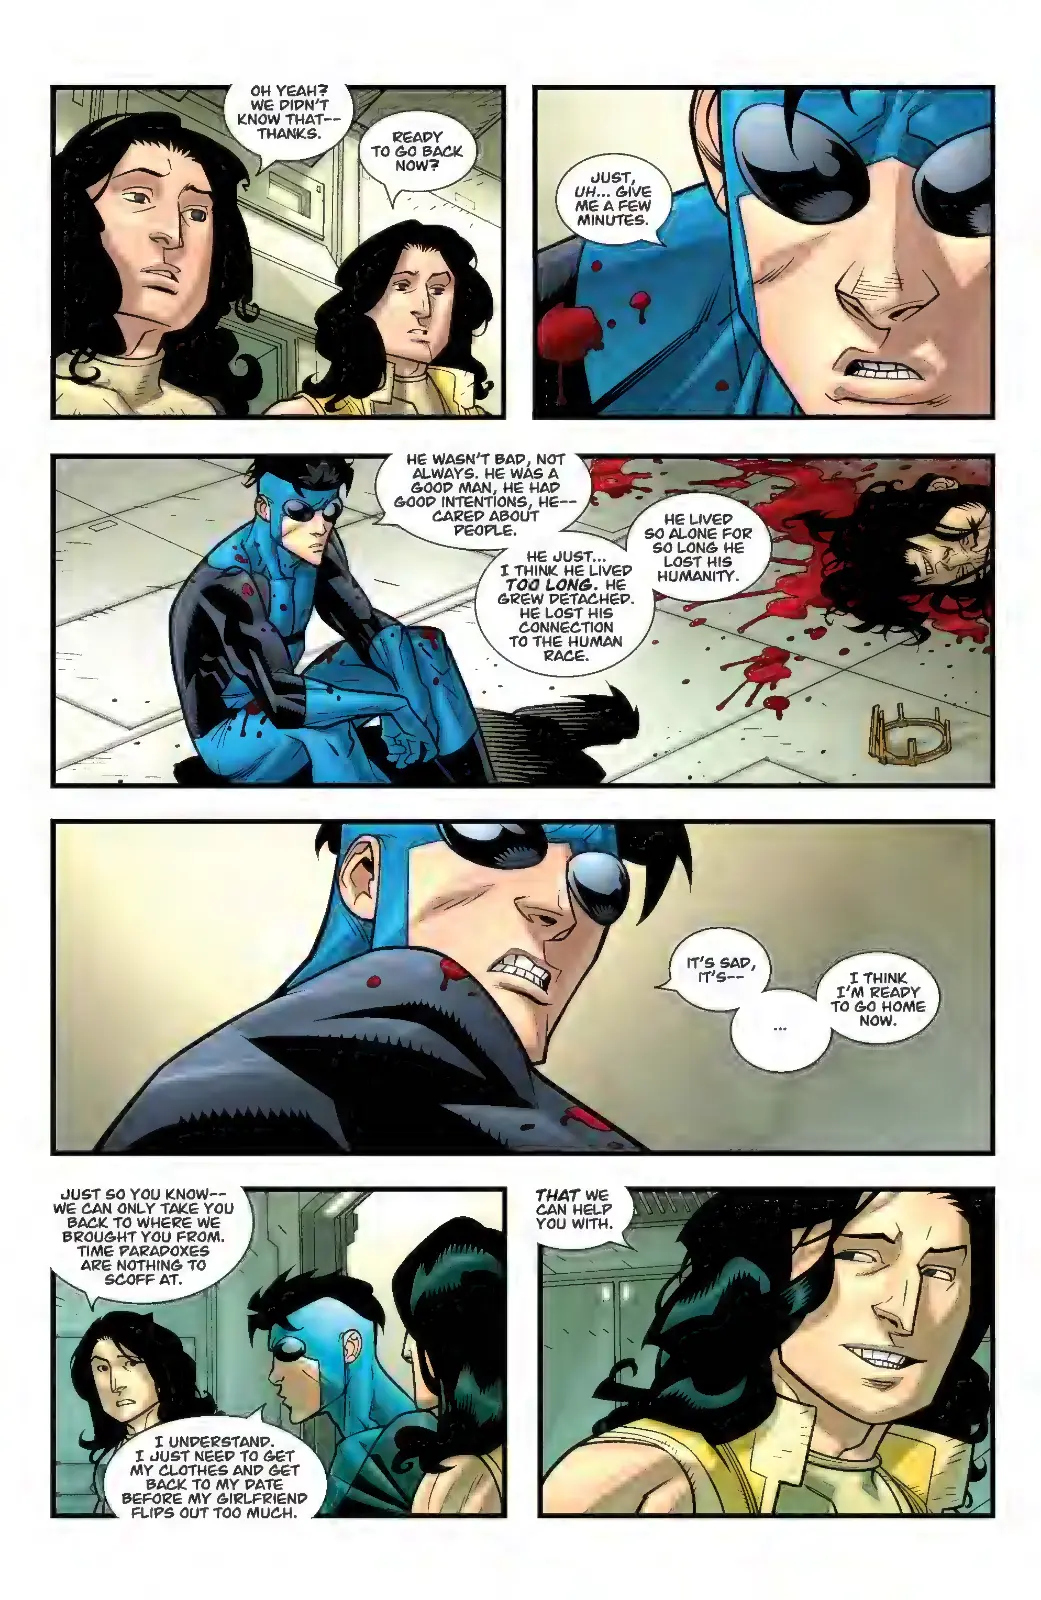 OH YEAH?
WE DIDN'T
KNOW THAT--
THANKS.
READY
TO GO BACK
NOW?
JUST,
UH... GIVE
ME A FEW
MINUTES.
HE WASN'T BAD, NOT
ALWAYS. HE WAS A
GOOD MAN, HE HAD
GOOD INTENTIONS, HE--
CARED ABOUT
PEOPLE.
HE JUST...
I THINK HE LIVED
TOO LONG. HE
GREW DETACHED.
HE LOST HIS
CONNECTION
TO THE HUMAN
RACE.
HE LIVED
SO ALONE FOR
SO LONG HE
LOST HIS
HUMANITY.
IT'S SAD,
IT'S--
...
I THINK
I'M READY
TO GO HOME
NOW.
JUST SO YOU KNOW--
WE CAN ONLY TAKE YOU
BACK TO WHERE WE
BROUGHT YOU FROM.
TIME PARADOXES
ARE NOTHING TO
SCOFF AT.
I UNDERSTAND.
I JUST NEED TO GET
MY CLOTHES AND GET
BACK TO MY DATE
BEFORE MY GIRLFRIEND
FLIPS OUT TOO MUCH.
THAT WE
CAN HELP
YOU WITH.